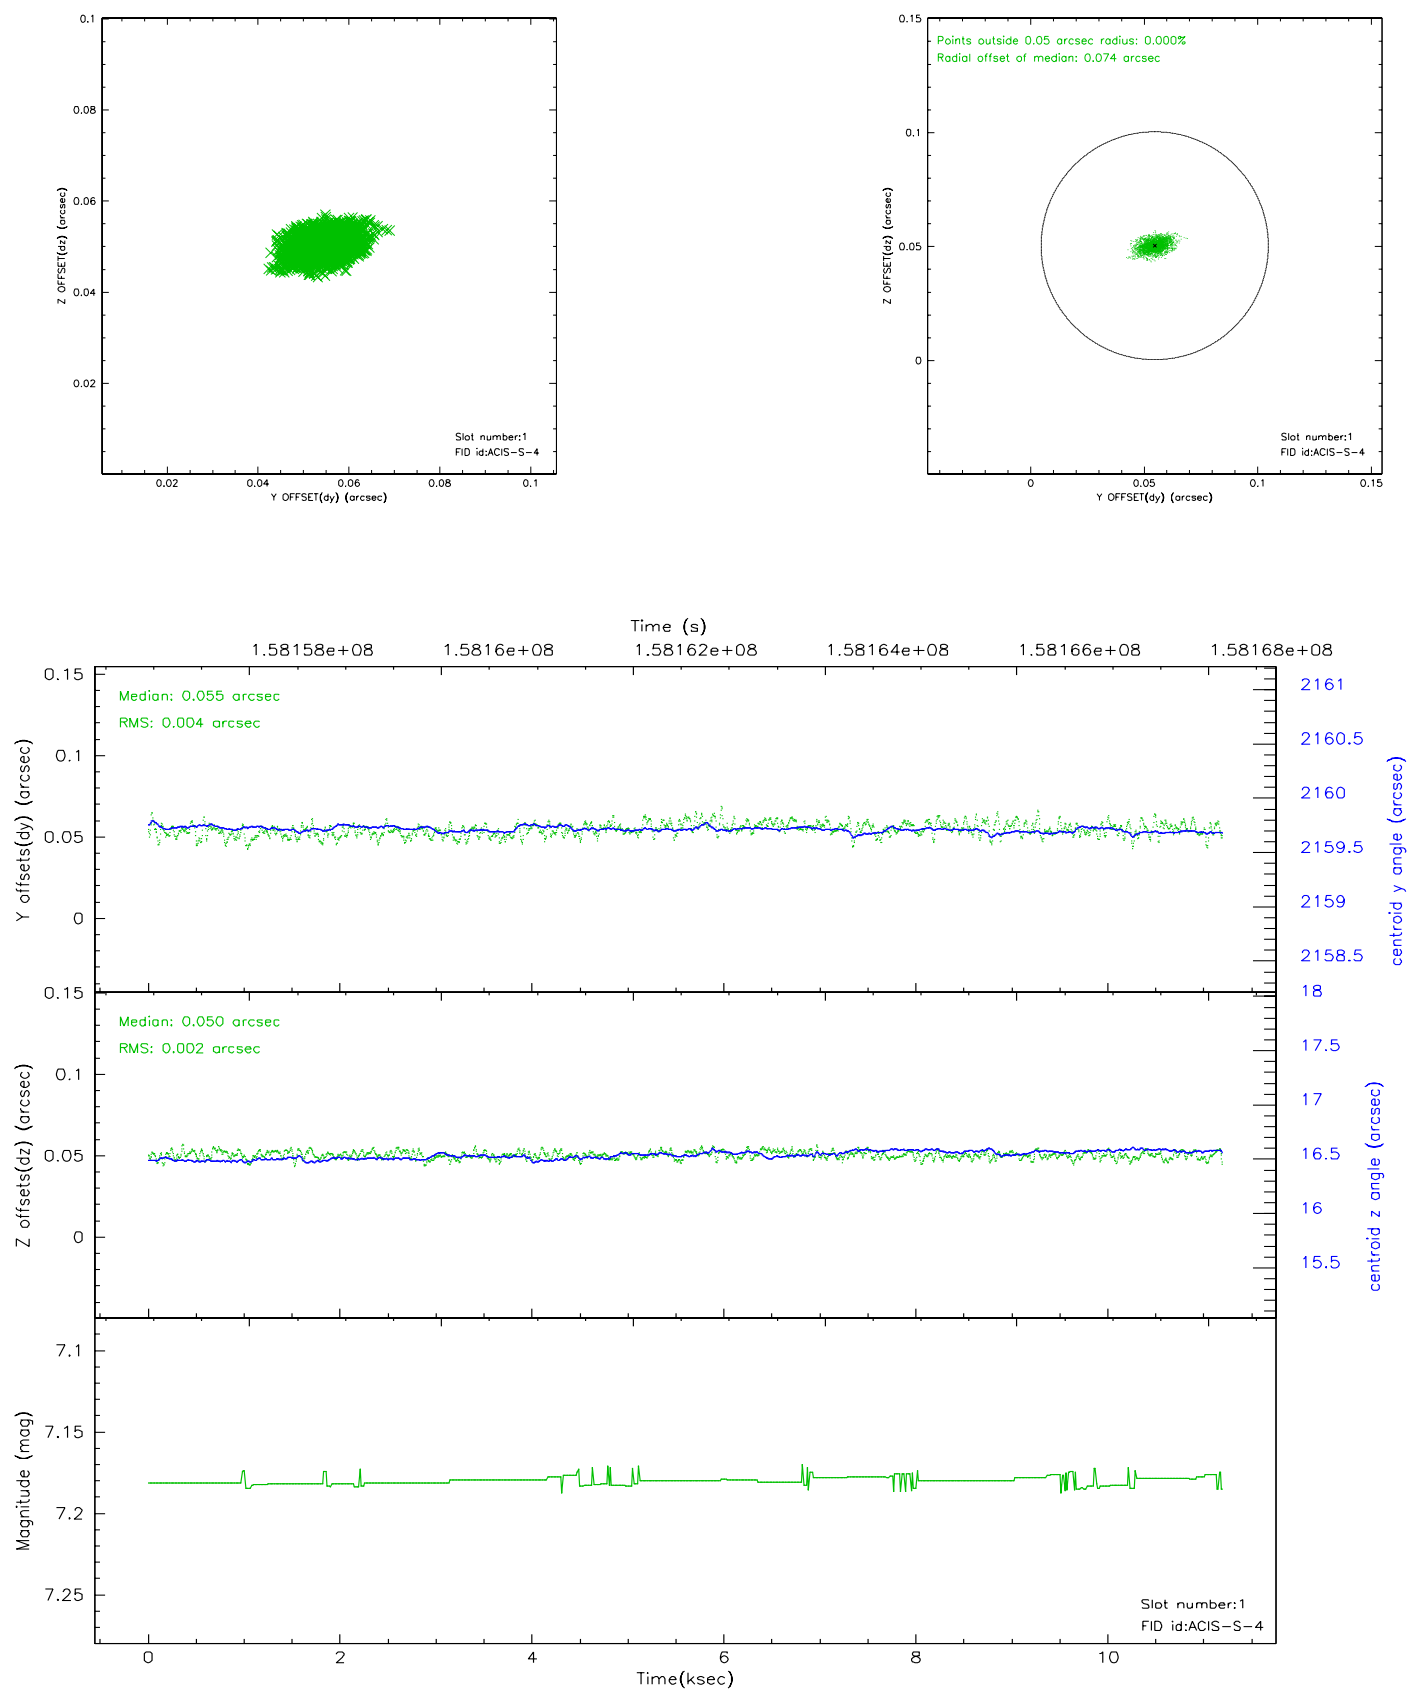 0.1
0.08
0.06
0.04
0.02
Z OFFSET(dz) (arcsec)
Slot number:1
FID id:ACIS-S-4
0.02 0.04 0.06 0.08 0.1
Y OFFSET(dy) (arcsec)
0.15
0.1
0.05
0
Z OFFSET(dz) (arcsec)
Points outside 0.05 arcsec radius: 0.000%
Radial offset of median: 0.074 arcsec
Slot number:1
FID id:ACIS-S-4
0 0.05 0.1 0.15
Y OFFSET(dy) (arcsec)
Time (s)
1.58158e+08 1.5816e+08 1.58162e+08 1.58164e+08 1.58166e+08 1.58168e+08
0.15
0.1
0.05
0
Y offsets(dy) (arcsec)
Median: 0.055 arcsec
RMS: 0.004 arcsec
2161
2160.5
2160
2159.5
2159
2158.5
centroid y angle (arcsec)
0.15
0.1
0.05
0
Z offsets(dz) (arcsec)
Median: 0.050 arcsec
RMS: 0.002 arcsec
18
17.5
17
16.5
16
15.5
centroid z angle (arcsec)
7.1
7.15
7.2
7.25
Magnitude (mag)
Slot number:1
FID id:ACIS-S-4
0 2 4 6 8 10
Time(ksec)